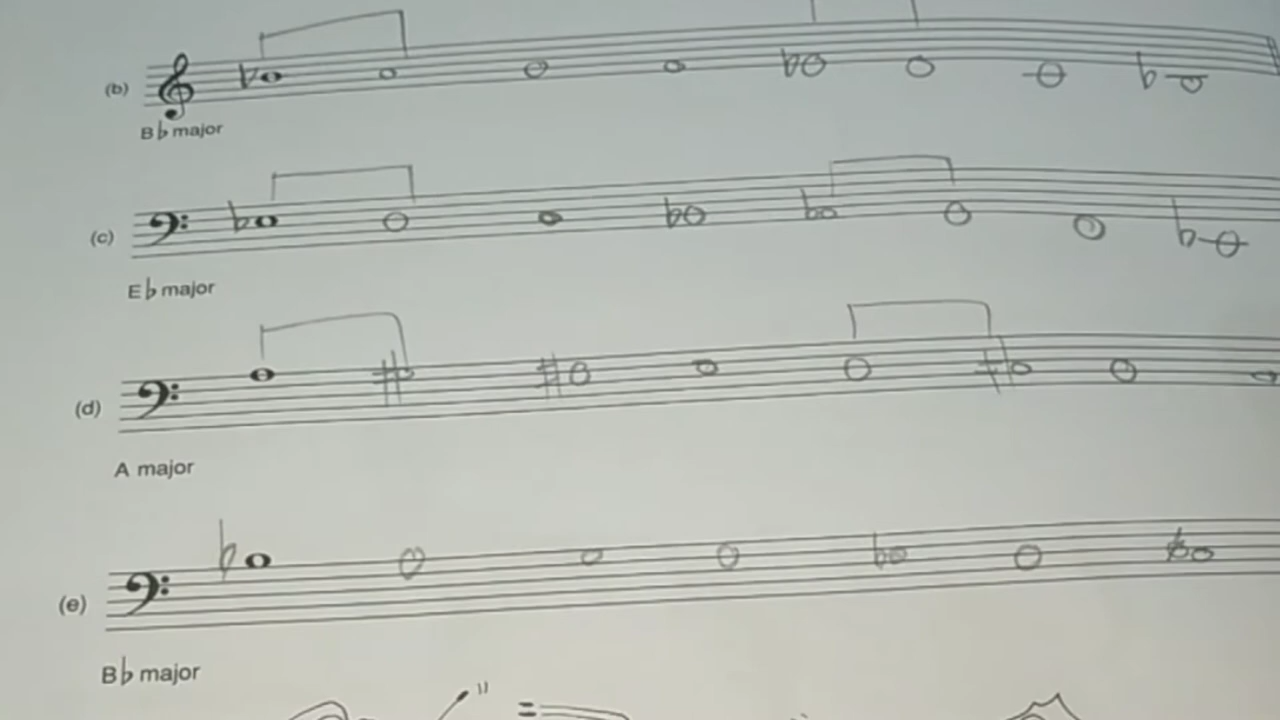 (b)
B♭ major
(c)
E♭ major
(d)
A major
(e)
B♭ major